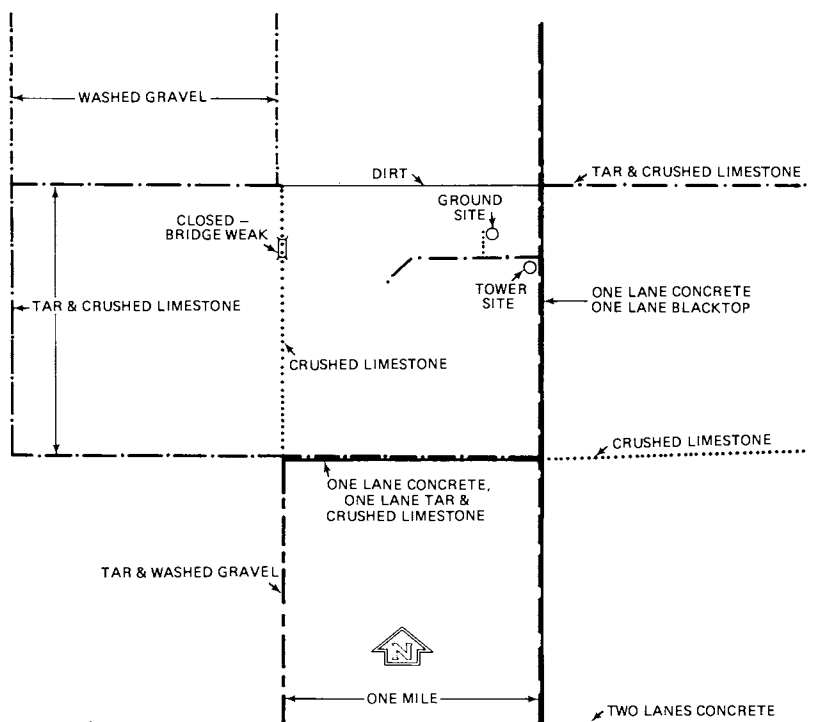 WASHED GRAVEL
DIRT
TAR & CRUSHED LIMESTONE
GROUND
SITE
CLOSED –
BRIDGE WEAK
TOWER
SITE
ONE LANE CONCRETE
ONE LANE BLACKTOP
TAR & CRUSHED LIMESTONE
CRUSHED LIMESTONE
CRUSHED LIMESTONE
ONE LANE CONCRETE,
ONE LANE TAR &
CRUSHED LIMESTONE
TAR & WASHED GRAVEL
N
ONE MILE
TWO LANES CONCRETE